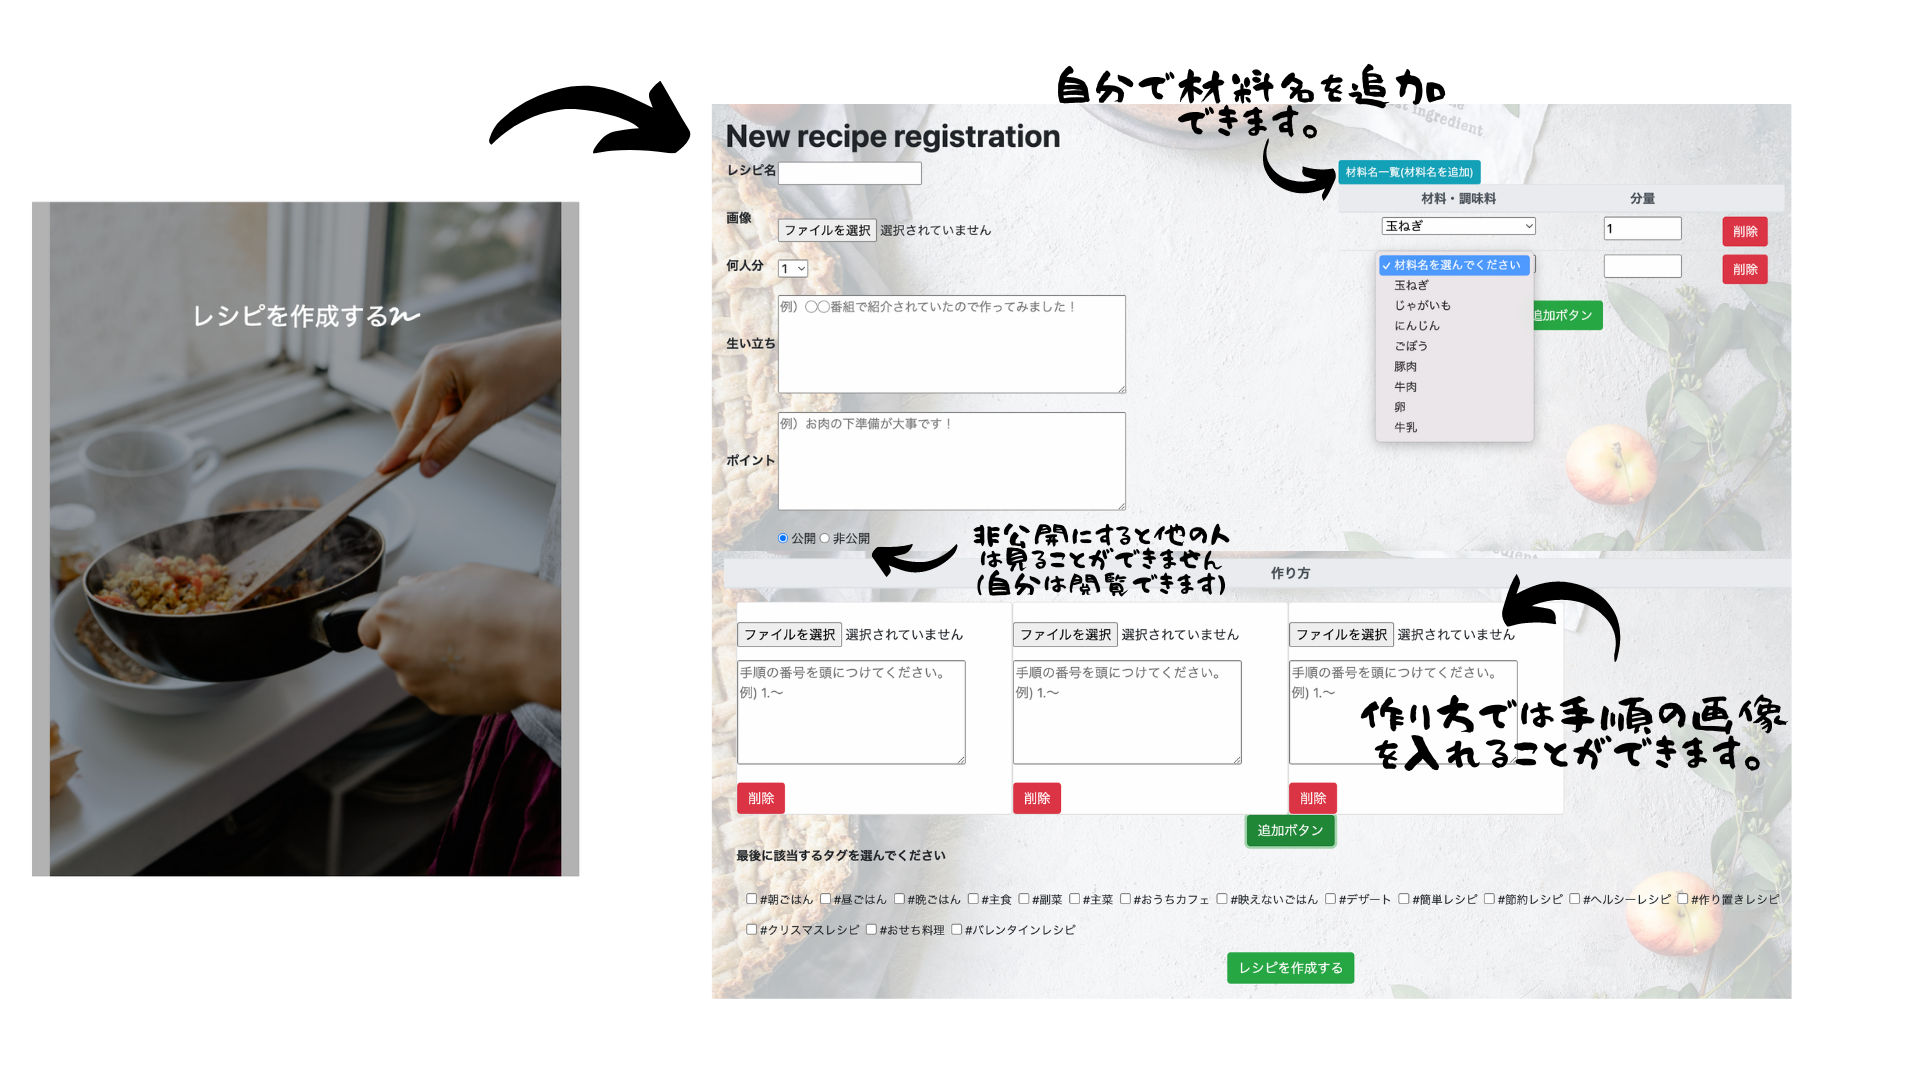 レシピを作成する
自分で材料名を追加
できます。
New recipe registration
レシピ名
画像
ファイルを選択 選択されていません
何人分 1
生い立ち
例）〇〇番組で紹介されていたので作ってみました！
ポイント
例）お肉の下準備が大事です！
公開 非公開
非公開にすると他の人
は見ることができません
(自分は閲覧できます)
材料名一覧(材料名を追加)
材料・調味料 分量
玉ねぎ 1 削除
材料名を選んでください 削除
玉ねぎ
じゃがいも
にんじん
ごぼう
豚肉
牛肉
卵
牛乳
追加ボタン
作り方
ファイルを選択 選択されていません ファイルを選択 選択されていません ファイルを選択 選択されていません
手順の番号を頭につけてください。 手順の番号を頭につけてください。 手順の番号を頭につけてください。
例) 1.〜 例) 1.〜 例) 1.〜
作り方では手順の画像
を入れることができます。
削除 削除 削除
追加ボタン
最後に該当するタグを選んでください
#朝ごはん #昼ごはん #晩ごはん #主食 #副菜 #主菜 #おうちカフェ #映えないごはん #デザート #簡単レシピ #節約レシピ #ヘルシーレシピ #作り置きレシピ
#クリスマスレシピ #おせち料理 #バレンタインレシピ
レシピを作成する